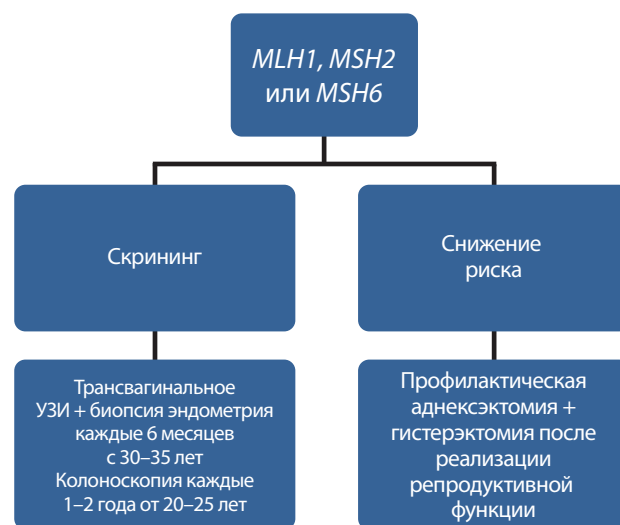 MLH1, MSH2
или MSH6
Скрининг
Снижение
риска
Трансвагинальное
УЗИ + биопсия эндометрия
каждые 6 месяцев
с 30–35 лет
Колоноскопия каждые
1–2 года от 20–25 лет
Профилактическая
аднексэктомия +
гистерэктомия после
реализации
репродуктивной
функции